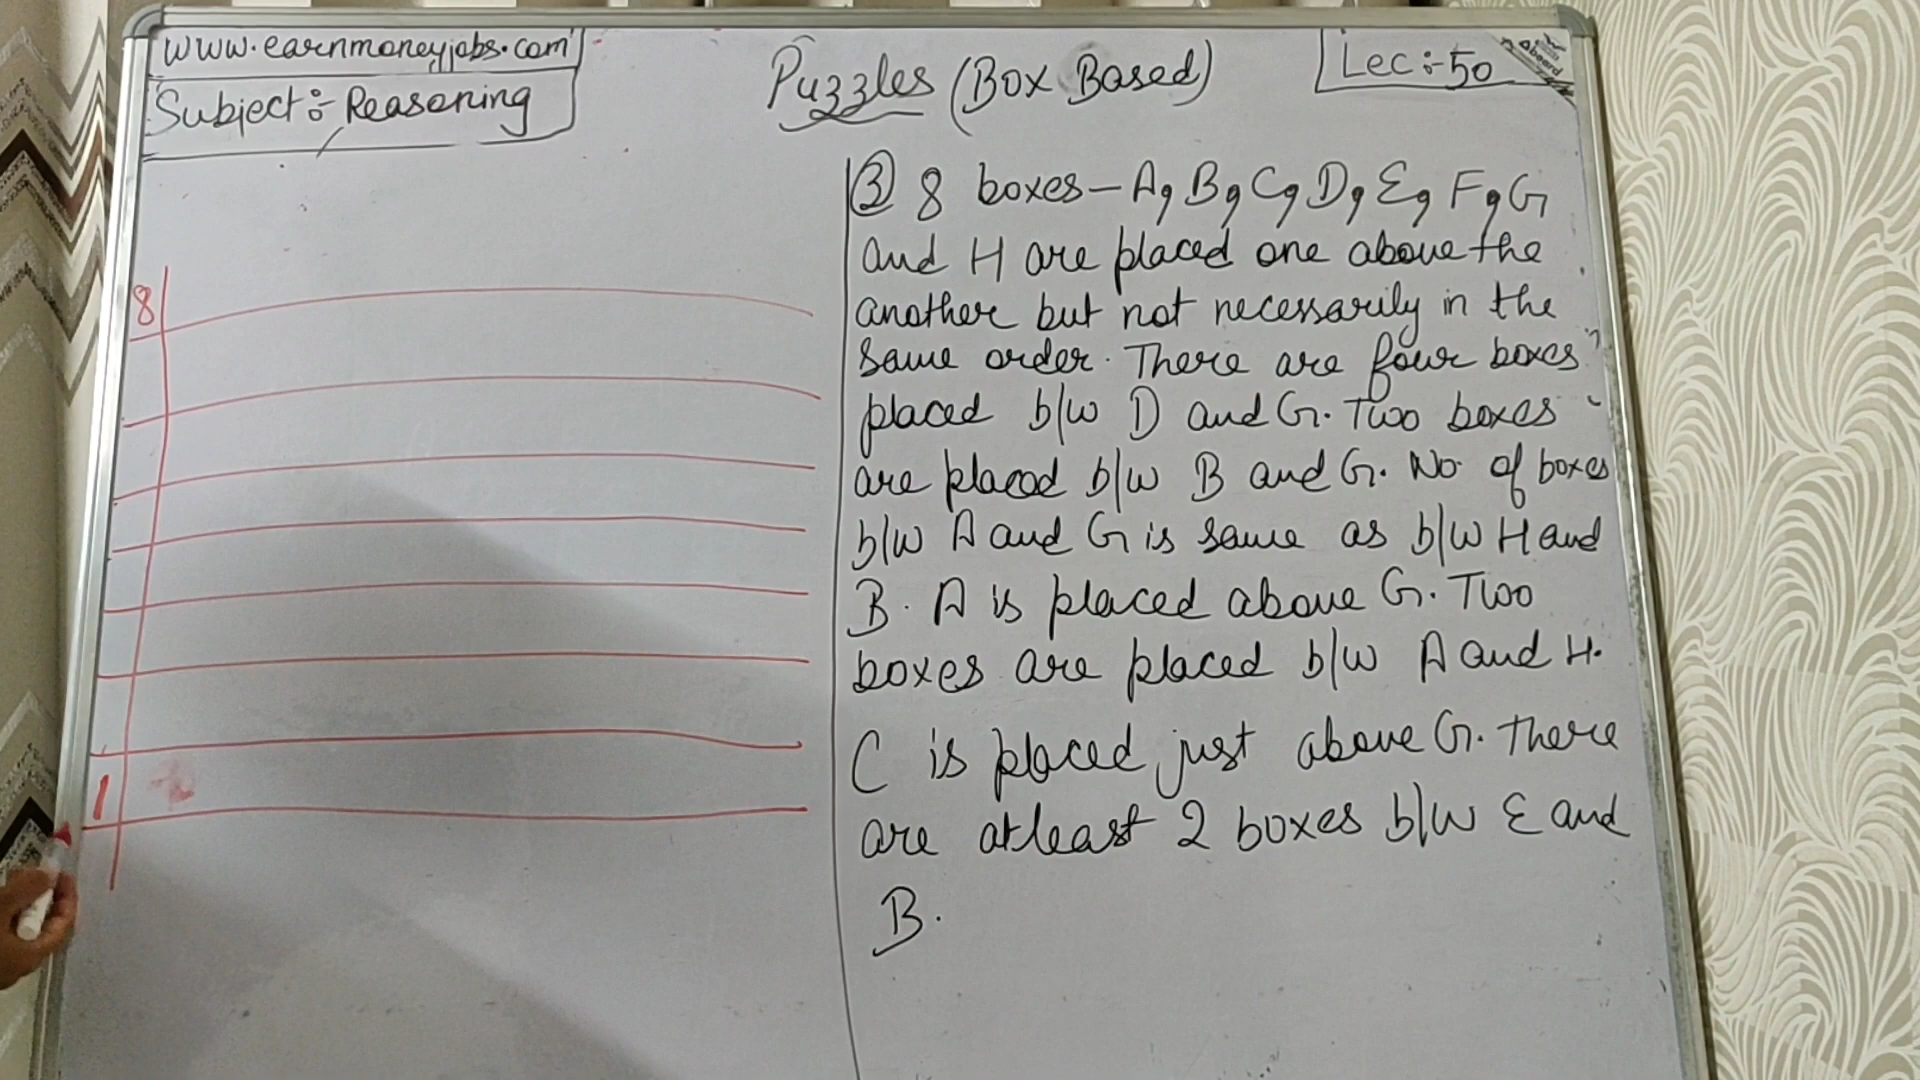 www.earnmoneyjobs.com
Subject:- Reasoning
Puzzles (Box Based)
Lec:-50
③ 8 boxes - A, B, C, D, E, F, G
and H are placed one above the
another but not necessarily in the
same order. There are four boxes
placed b/w D and G. Two boxes
are placed b/w B and G. No. of boxes
b/w A and G is same as b/w H and
B. A is placed above G. Two
boxes are placed b/w A and H.
C is placed just above G. There
are atleast 2 boxes b/w E and
B.
8
1